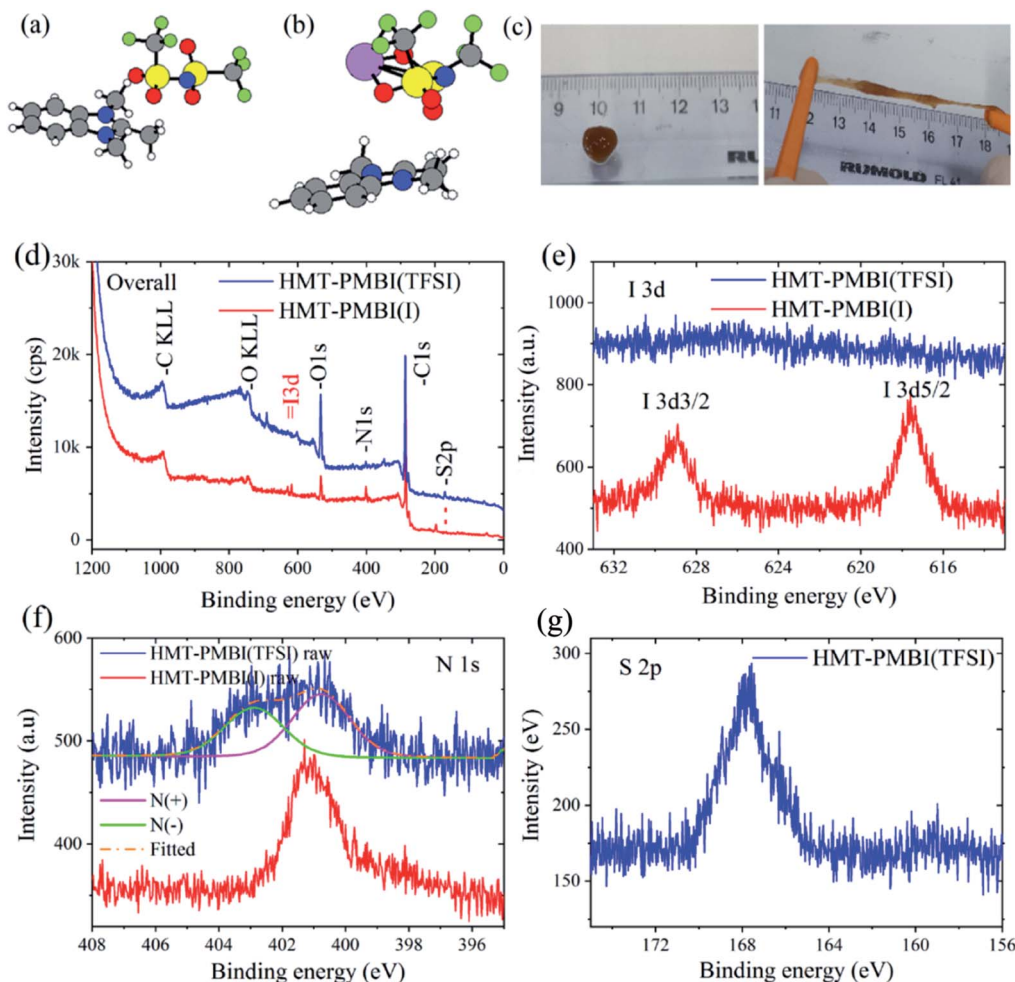 (a)
(b)
(c)
9 10 11 12 13
RU
11 12 13 14 15 16 17 18
RUMOLD
(d)
30k
20k
10k
0
Overall
HMT-PMBI(TFSI)
HMT-PMBI(I)
-C KLL
-O KLL
=I3d
-O1s
-N1s
-C1s
-S2p
Intensity (cps)
1200 1000 800 600 400 200 0
Binding energy (eV)
(e)
1000
800
600
400
I 3d
HMT-PMBI(TFSI)
HMT-PMBI(I)
I 3d3/2
I 3d5/2
Intensity (a.u.)
632 628 624 620 616
Binding energy (eV)
(f)
600
500
400
HMT-PMBI(TFSI) raw
HMT-PMBI(I) raw
N 1s
N(+)
N(-)
Fitted
Intensity (a.u)
408 406 404 402 400 398 396
Binding energy (eV)
(g)
300
250
200
150
S 2p
HMT-PMBI(TFSI)
Intensity (eV)
172 168 164 160 156
Binding energy (eV)